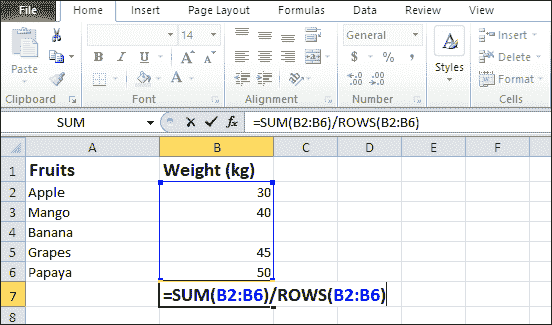 File Home Insert Page Layout Formulas Data Review View
Paste
14
B I U
General
$ % ,
Styles
Insert
Delete
Format
Clipboard Font Alignment Number Cells
SUM fx =SUM(B2:B6)/ROWS(B2:B6)
A B C D E F
1 Fruits Weight (kg)
2 Apple 30
3 Mango 40
4 Banana
5 Grapes 45
6 Papaya 50
7 =SUM(B2:B6)/ROWS(B2:B6)
8